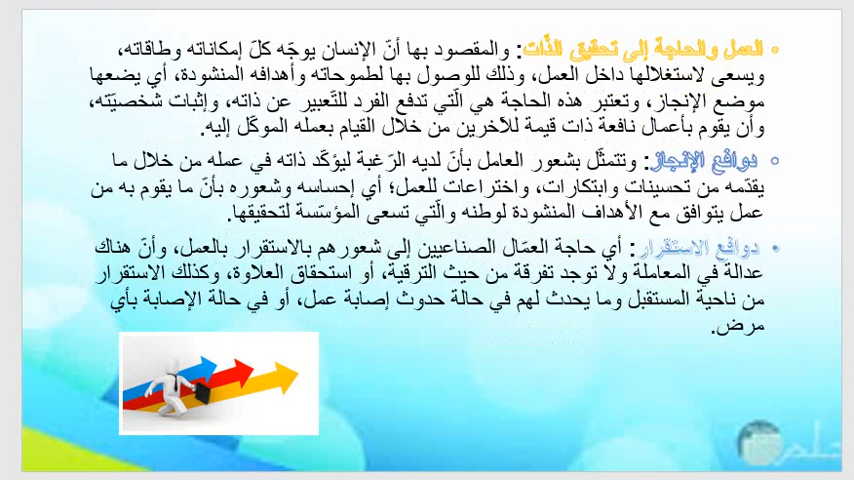 • العمل والحاجة إلى تحقيق الذّات: والمقصود بها أنّ الإنسان يوجّه كلّ إمكاناته وطاقاته،
ويسعى لاستغلالها داخل العمل، وذلك للوصول بها لطموحاته وأهدافه المنشودة، أي يضعها
موضع الإنجاز، وتعتبر هذه الحاجة هي الّتي تدفع الفرد للتّعبير عن ذاته، وإثبات شخصيّته،
وأن يقوم بأعمال نافعة ذات قيمة للآخرين من خلال القيام بعمله الموكّل إليه.
• دوافع الإنجاز: وتتمثّل بشعور العامل بأنّ لديه الرّغبة ليؤكّد ذاته في عمله من خلال ما
يقدّمه من تحسينات وابتكارات، واختراعات للعمل؛ أي إحساسه وشعوره بأنّ ما يقوم به من
عمل يتوافق مع الأهداف المنشودة لوطنه والّتي تسعى المؤسّسة لتحقيقها.
• دوافع الاستقرار: أي حاجة العمّال الصناعيين إلى شعورهم بالاستقرار بالعمل، وأنّ هناك
عدالة في المعاملة ولا توجد تفرقة من حيث الترقية، أو استحقاق العلاوة، وكذلك الاستقرار
من ناحية المستقبل وما يحدث لهم في حالة حدوث إصابة عمل، أو في حالة الإصابة بأي
مرض.